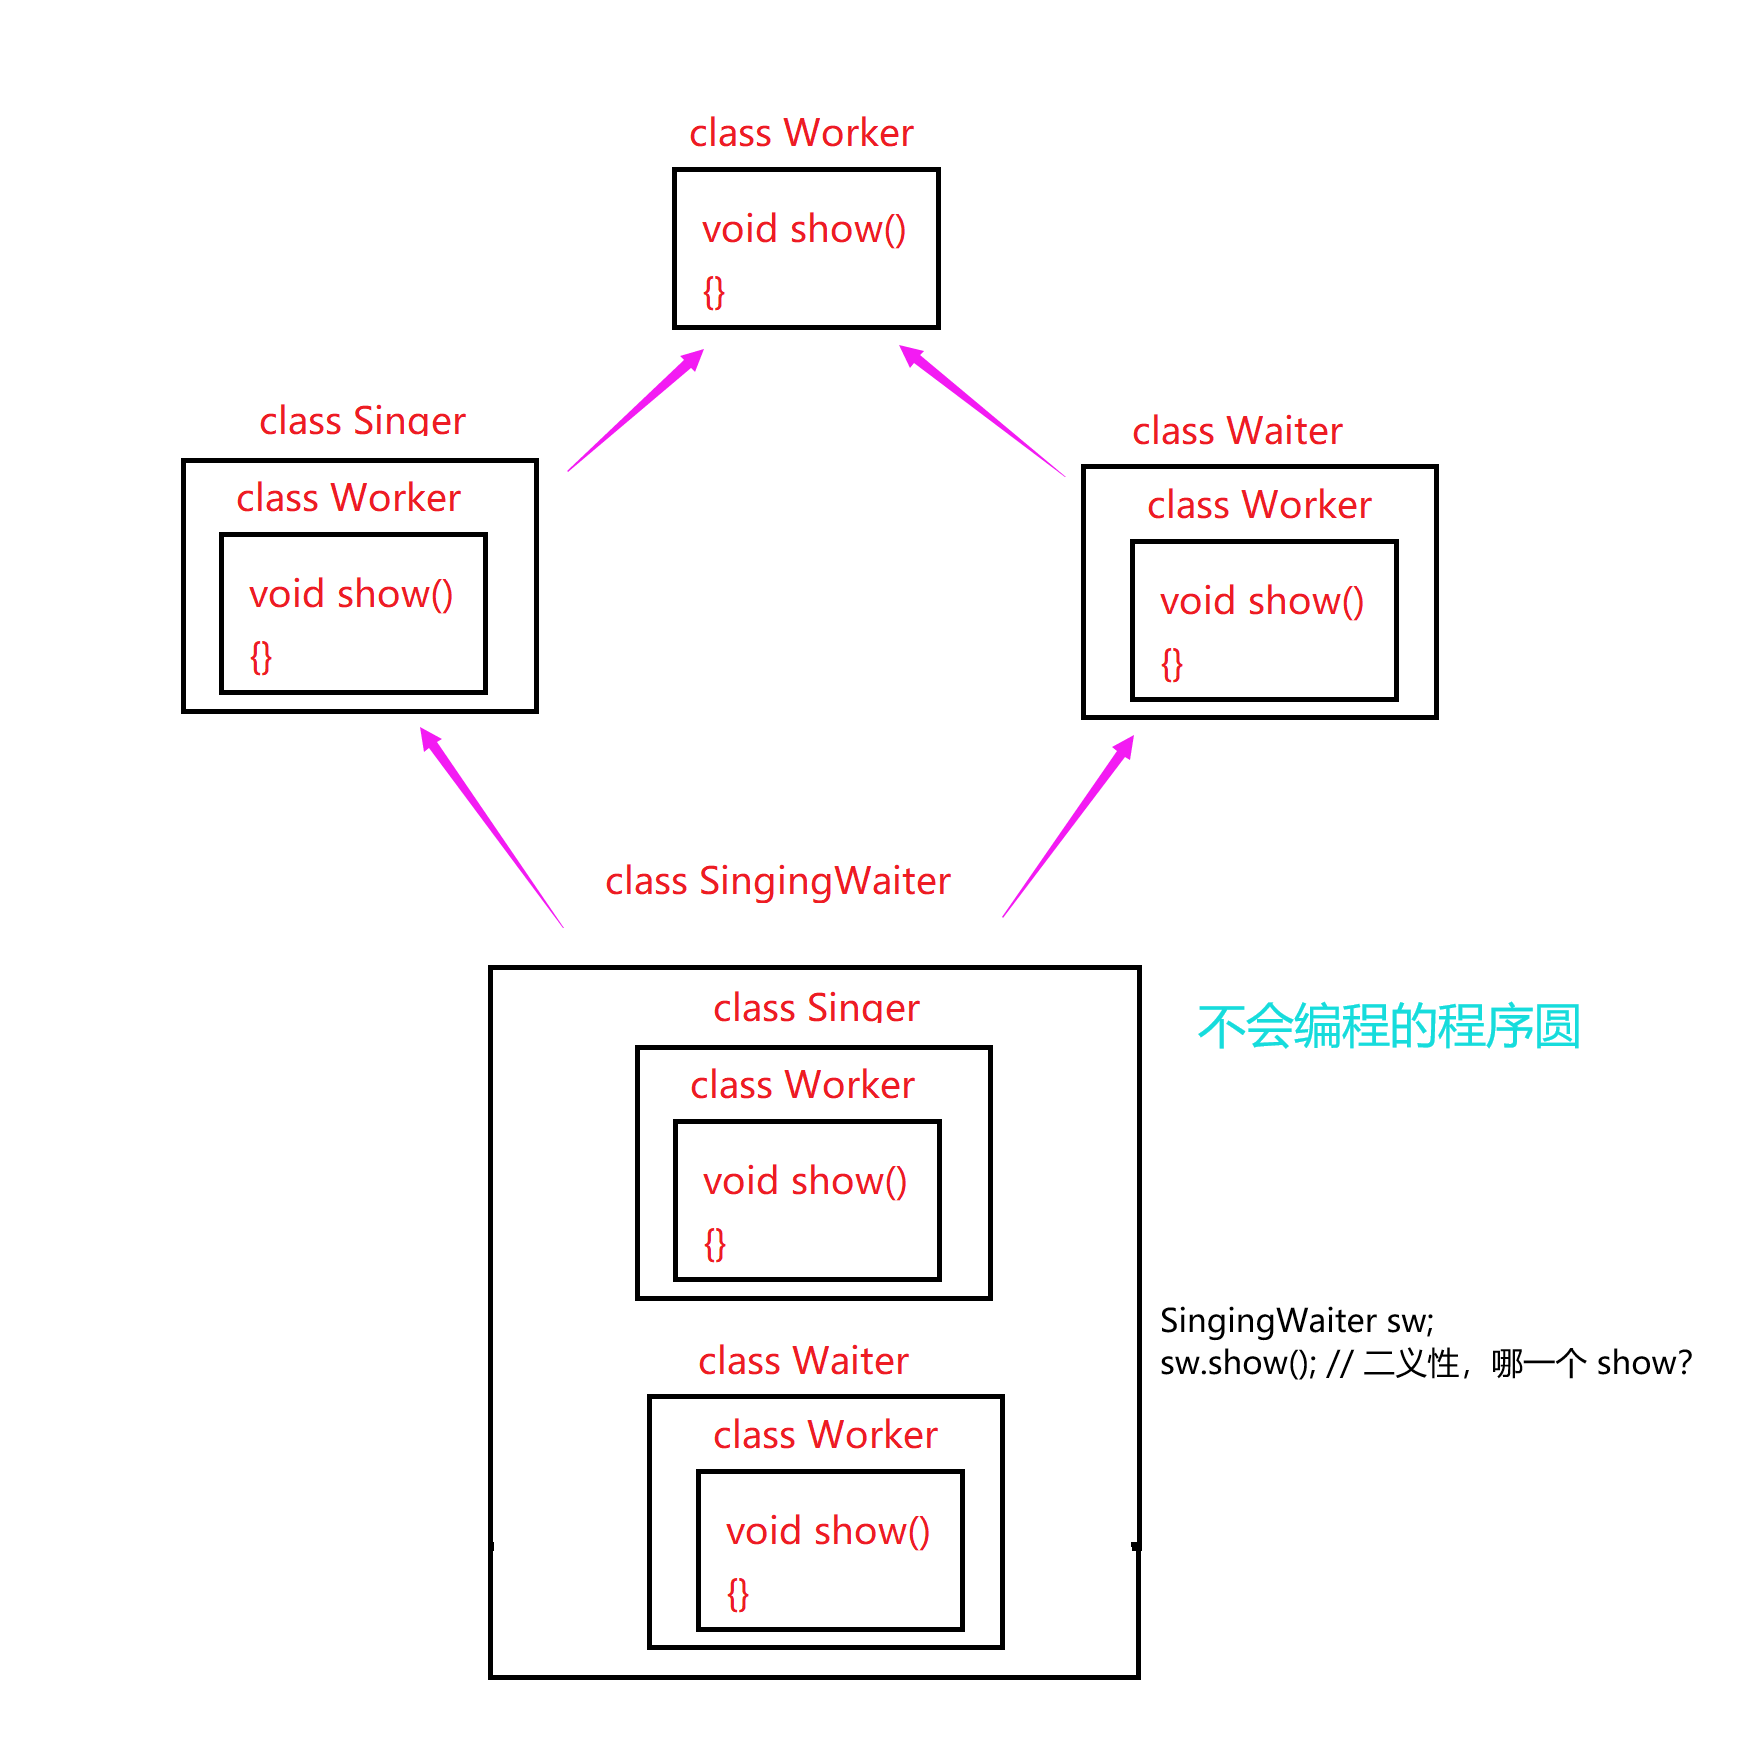 class Worker
void show()
{}
class Singer
class Worker
void show()
{}
class Waiter
class Worker
void show()
{}
class SingingWaiter
class Singer
class Worker
void show()
{}
class Waiter
class Worker
void show()
{}
不会编程的程序圆
SingingWaiter sw;
sw.show(); // 二义性，哪一个 show?